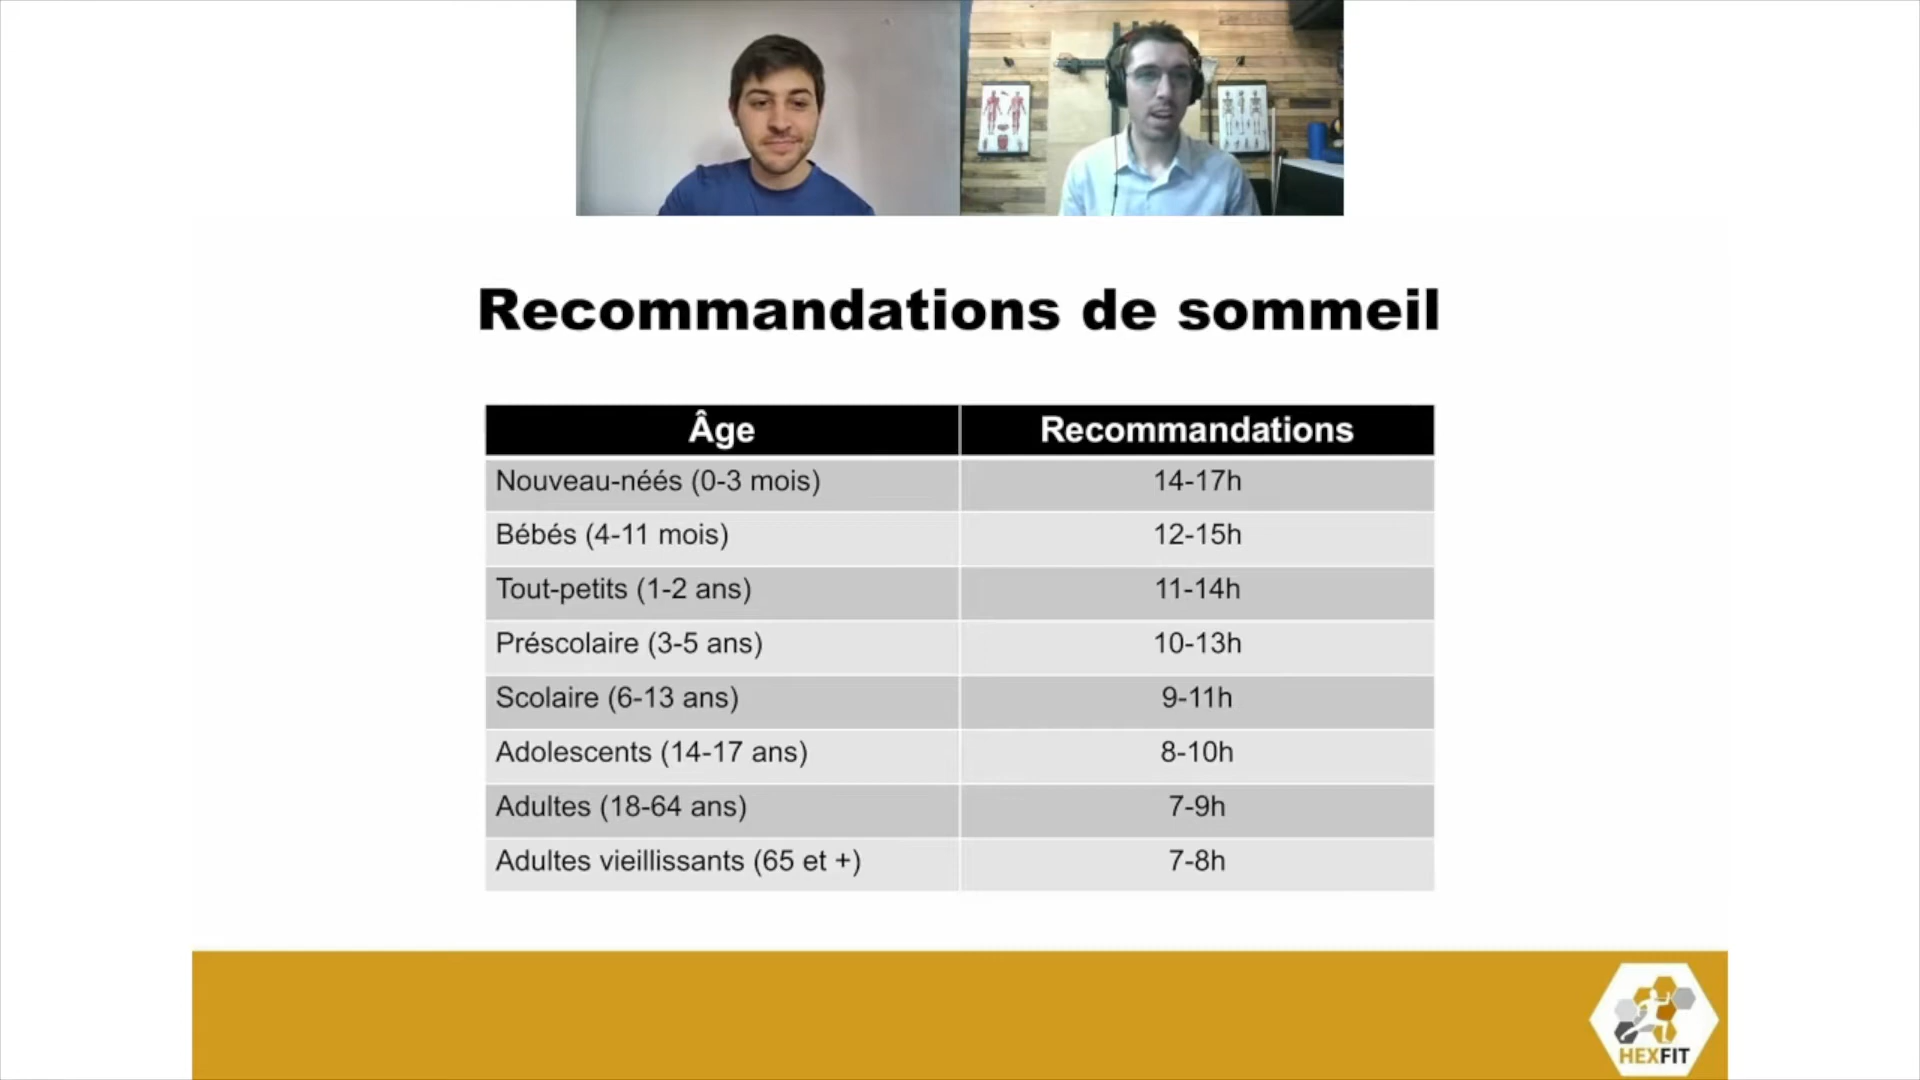 Recommandations de sommeil
Âge Recommandations
Nouveau-néés (0-3 mois) 14-17h
Bébés (4-11 mois) 12-15h
Tout-petits (1-2 ans) 11-14h
Préscolaire (3-5 ans) 10-13h
Scolaire (6-13 ans) 9-11h
Adolescents (14-17 ans) 8-10h
Adultes (18-64 ans) 7-9h
Adultes vieillissants (65 et +) 7-8h
HEXFIT